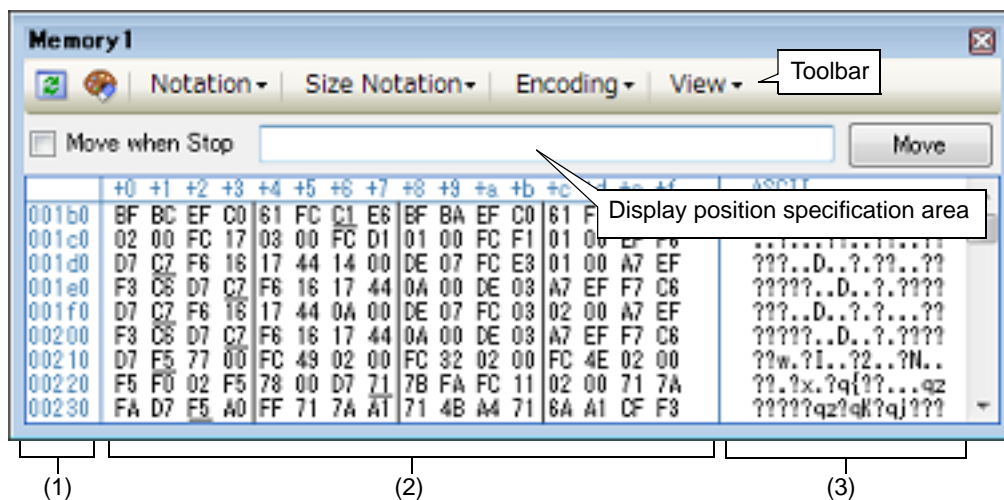 Memory1
Notation Size Notation Encoding View
Toolbar
Move when Stop Move
Display position specification area
+0 +1 +2 +3 +4 +5 +6 +7 +8 +9 +a +b +c ASCII
001b0 BF BC EF C0 61 FC C1 E6 BF BA EF C0 61
001c0 02 00 FC 17 03 00 FC D1 01 00 FC F1 01 00 EF F6 ..?...??..??..??
001d0 D7 C7 F6 16 17 44 14 00 DE 07 FC E3 01 00 A7 EF ???..D..?.??..??
001e0 F3 C6 D7 C7 F6 16 17 44 0A 00 DE 03 A7 EF F7 C6 ?????..D..?.????
001f0 D7 C7 F6 16 17 44 0A 00 DE 07 FC 03 02 00 A7 EF ???..D..?.?...??
00200 F3 C6 D7 C7 F6 16 17 44 0A 00 DE 03 A7 EF F7 C6 ?????..D..?.????
00210 D7 F5 77 00 FC 49 02 00 FC 32 02 00 FC 4E 02 00 ??w.?I..?2..?N..
00220 F5 F0 02 F5 78 00 D7 71 7B FA FC 11 02 00 71 7A ??.?x.?q{??...qz
00230 FA D7 F5 A0 FF 71 7A A1 71 4B A4 71 6A A1 CF F3 ?????qz?qK?qj???
(1) (2) (3)